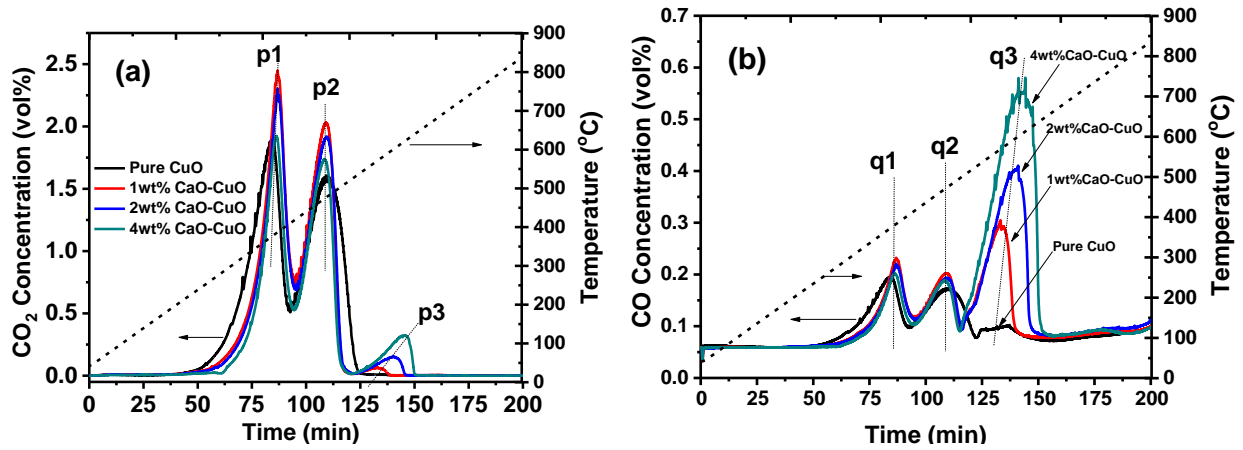 (a)
p1
p2
p3
Pure CuO
1wt% CaO-CuO
2wt% CaO-CuO
4wt% CaO-CuO
CO2 Concentration (vol%)
2.5
2.0
1.5
1.0
0.5
0.0
0 25 50 75 100 125 150 175 200
Time (min)
900
800
700
600
500
400
300
200
100
0
Temperature (°C)
(b)
q1
q2
q3
4wt%CaO-CuO
2wt%CaO-CuO
1wt%CaO-CuO
Pure CuO
CO Concentration (vol%)
0.7
0.6
0.5
0.4
0.3
0.2
0.1
0.0
0 25 50 75 100 125 150 175 200
Time (min)
900
800
700
600
500
400
300
200
100
0
Temperature (°C)